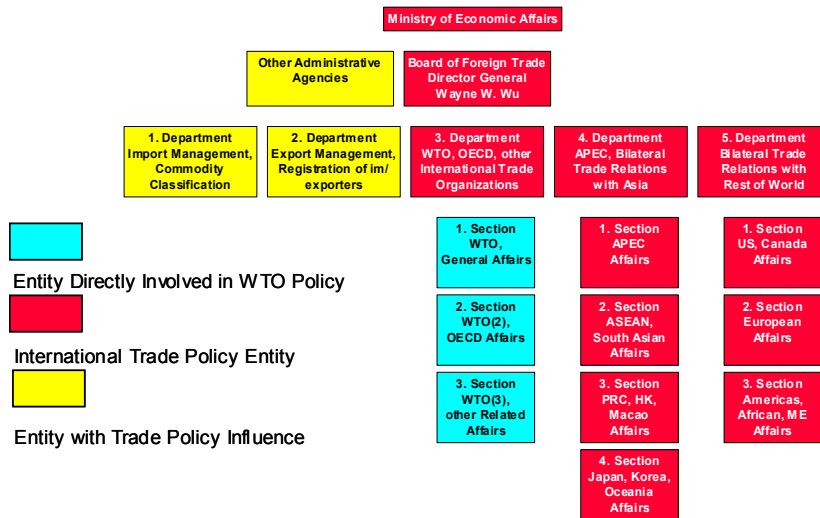 Ministry of Economic Affairs
Other Administrative
Agencies
Board of Foreign Trade
Director General
Wayne W. Wu
1. Department
Import Management,
Commodity
Classification
2. Department
Export Management,
Registration of im/
exporters
3. Department
WTO, OECD, other
International Trade
Organizations
4. Department
APEC, Bilateral
Trade Relations
with Asia
5. Department
Bilateral Trade
Relations with
Rest of World
1. Section
WTO,
General Affairs
2. Section
WTO(2),
OECD Affairs
3. Section
WTO(3),
other Related
Affairs
1. Section
APEC
Affairs
2. Section
ASEAN,
South Asian
Affairs
3. Section
PRC, HK,
Macao
Affairs
4. Section
Japan, Korea,
Oceania
Affairs
1. Section
US, Canada
Affairs
2. Section
European
Affairs
3. Section
Americas,
African, ME
Affairs
Entity Directly Involved in WTO Policy
International Trade Policy Entity
Entity with Trade Policy Influence